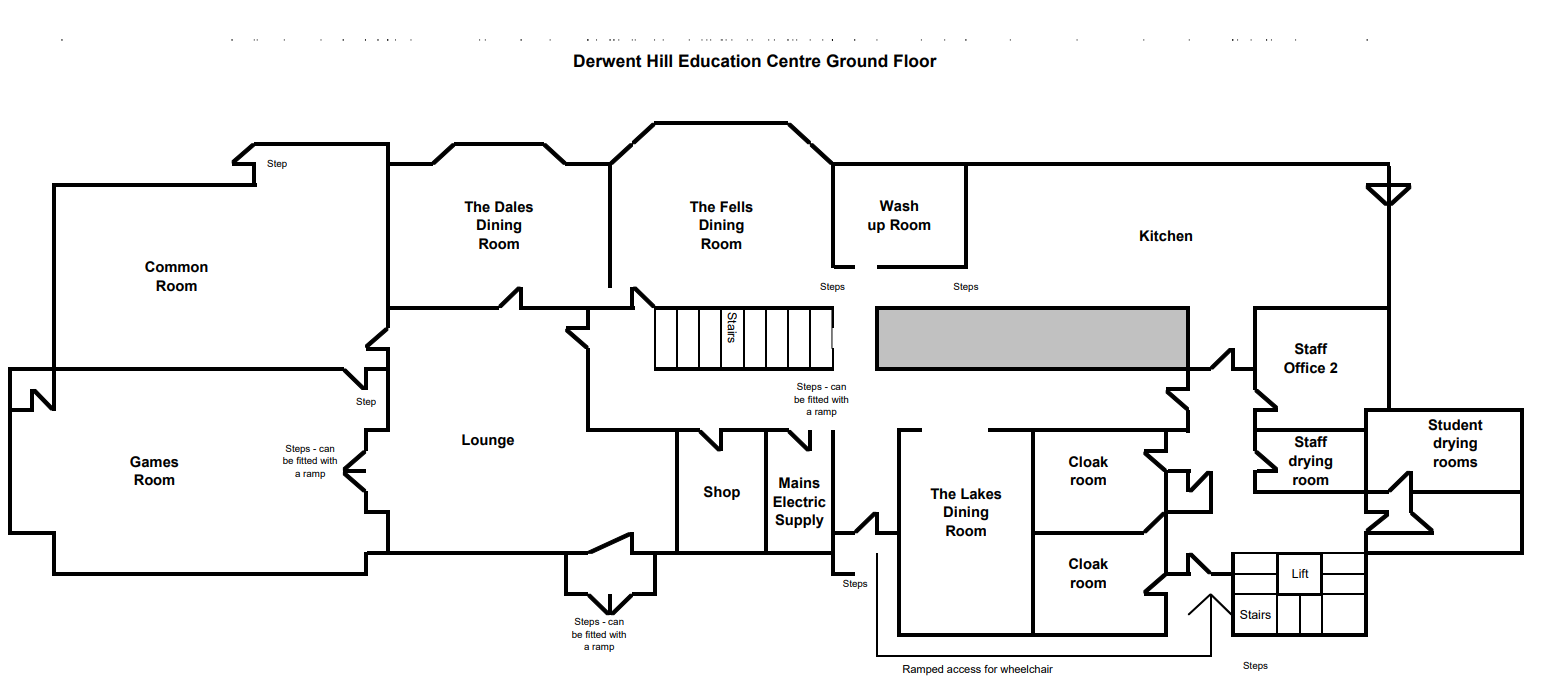 Derwent Hill Education Centre Ground Floor
Step
The Dales
Dining
Room
The Fells
Dining
Room
Wash
up Room
Kitchen
Common
Room
Steps
Steps
Stairs
Staff
Office 2
Step
Steps - can
be fitted with
a ramp
Lounge
Games
Room
Steps - can
be fitted with
a ramp
Shop
Mains
Electric
Supply
The Lakes
Dining
Room
Cloak
room
Staff
drying
room
Student
drying
rooms
Cloak
room
Steps
Lift
Stairs
Steps - can
be fitted with
a ramp
Ramped access for wheelchair
Steps